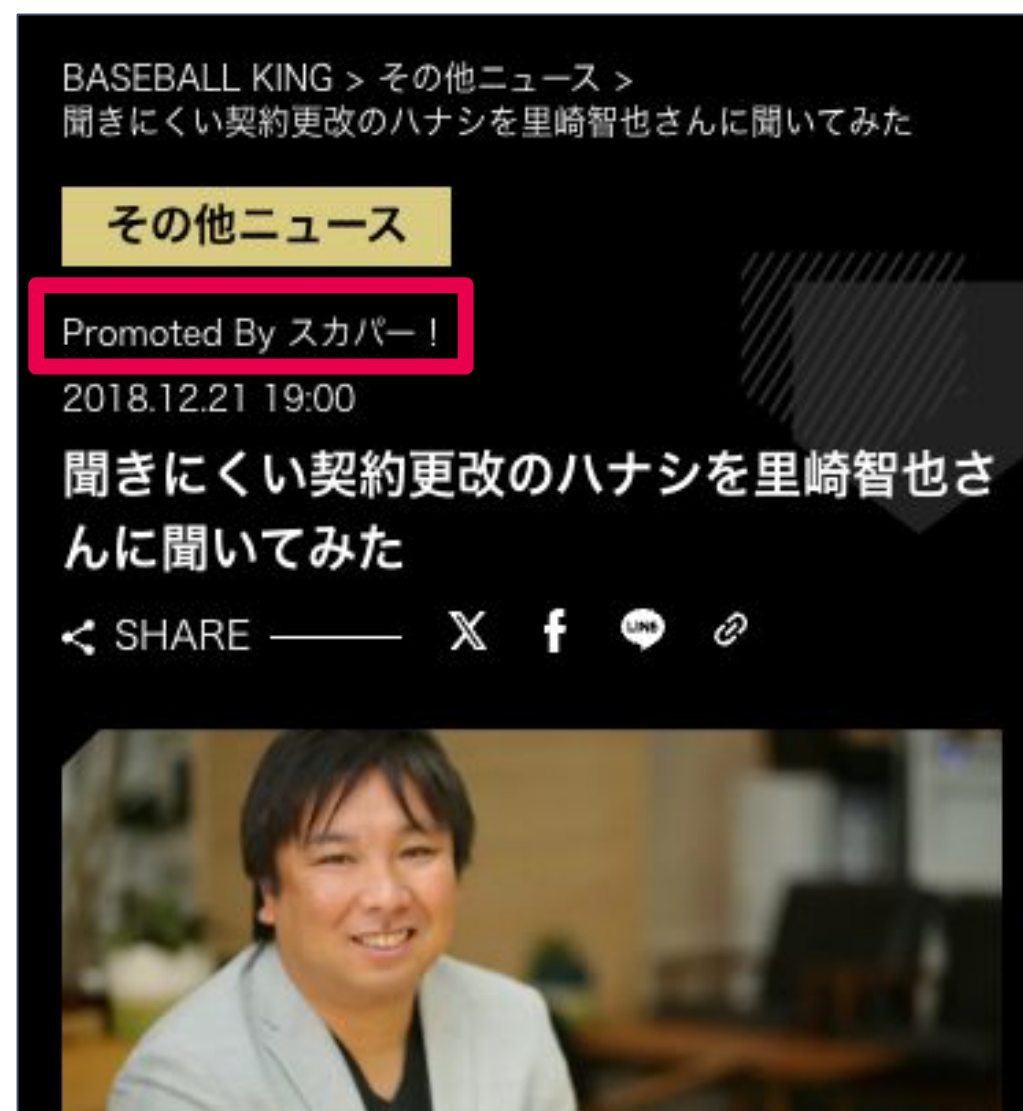 BASEBALL KING > その他ニュース >
聞きにくい契約更改のハナシを里崎智也さんに聞いてみた
その他ニュース
Promoted By スカパー！
2018.12.21 19:00
聞きにくい契約更改のハナシを里崎智也さ
んに聞いてみた
SHARE
LINE